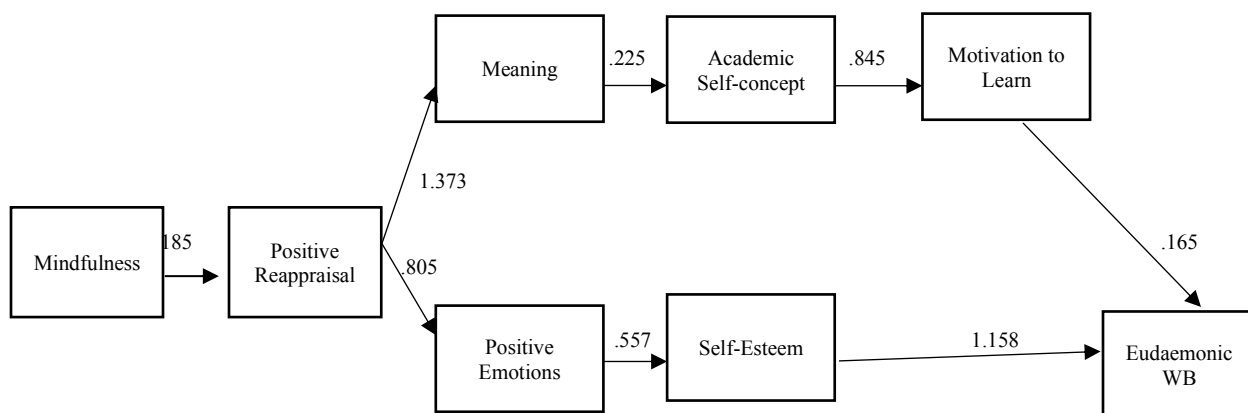 Meaning
.225
Academic
Self-concept
.845
Motivation to
Learn
1.373
.165
Mindfulness
185
Positive
Reappraisal
.805
Positive
Emotions
.557
Self-Esteem
1.158
Eudaemonic
WB